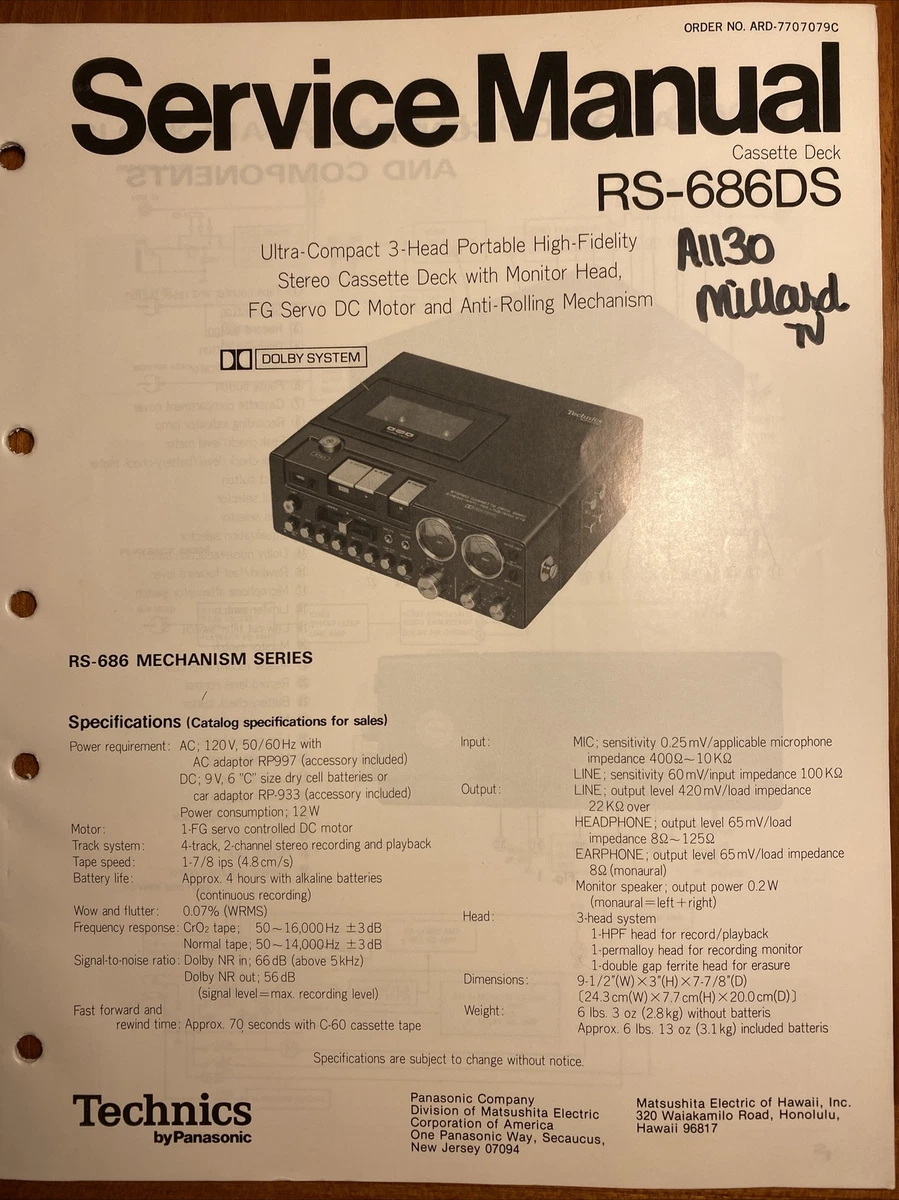 ORDER NO. ARD-7707079C
Service Manual
Cassette Deck
RS-686DS
Ultra-Compact 3-Head Portable High-Fidelity
Stereo Cassette Deck with Monitor Head,
FG Servo DC Motor and Anti-Rolling Mechanism
A1130
Millard
TV
DOLBY SYSTEM
Technics
RS-686 MECHANISM SERIES
Specifications (Catalog specifications for sales)
Power requirement: AC; 120V, 50/60Hz with
AC adaptor RP997 (accessory included)
DC; 9V, 6 "C" size dry cell batteries or
car adaptor RP-933 (accessory included)
Power consumption; 12W
Motor: 1-FG servo controlled DC motor
Track system: 4-track, 2-channel stereo recording and playback
Tape speed: 1-7/8 ips (4.8cm/s)
Battery life: Approx. 4 hours with alkaline batteries
(continuous recording)
Wow and flutter: 0.07% (WRMS)
Frequency response: CrO2 tape; 50~16,000Hz ±3dB
Normal tape; 50~14,000Hz ±3dB
Signal-to-noise ratio: Dolby NR in; 66dB (above 5kHz)
Dolby NR out; 56dB
(signal level=max. recording level)
Fast forward and
rewind time: Approx. 70 seconds with C-60 cassette tape
Input: MIC; sensitivity 0.25mV/applicable microphone
impedance 400Ω~10KΩ
LINE; sensitivity 60mV/input impedance 100KΩ
Output: LINE; output level 420mV/load impedance
22KΩ over
HEADPHONE; output level 65mV/load
impedance 8Ω~125Ω
EARPHONE; output level 65mV/load impedance
8Ω (monaural)
Monitor speaker; output power 0.2W
(monaural=left+right)
Head: 3-head system
1-HPF head for record/playback
1-permalloy head for recording monitor
1-double gap ferrite head for erasure
Dimensions: 9-1/2"(W)×3"(H)×7-7/8"(D)
[24.3cm(W)×7.7cm(H)×20.0cm(D)]
Weight: 6 lbs. 3 oz (2.8kg) without batteris
Approx. 6 lbs. 13 oz (3.1kg) included batteris
Specifications are subject to change without notice.
Technics
by Panasonic
Panasonic Company
Division of Matsushita Electric
Corporation of America
One Panasonic Way, Secaucus,
New Jersey 07094
Matsushita Electric of Hawaii, Inc.
320 Waiakamilo Road, Honolulu,
Hawaii 96817